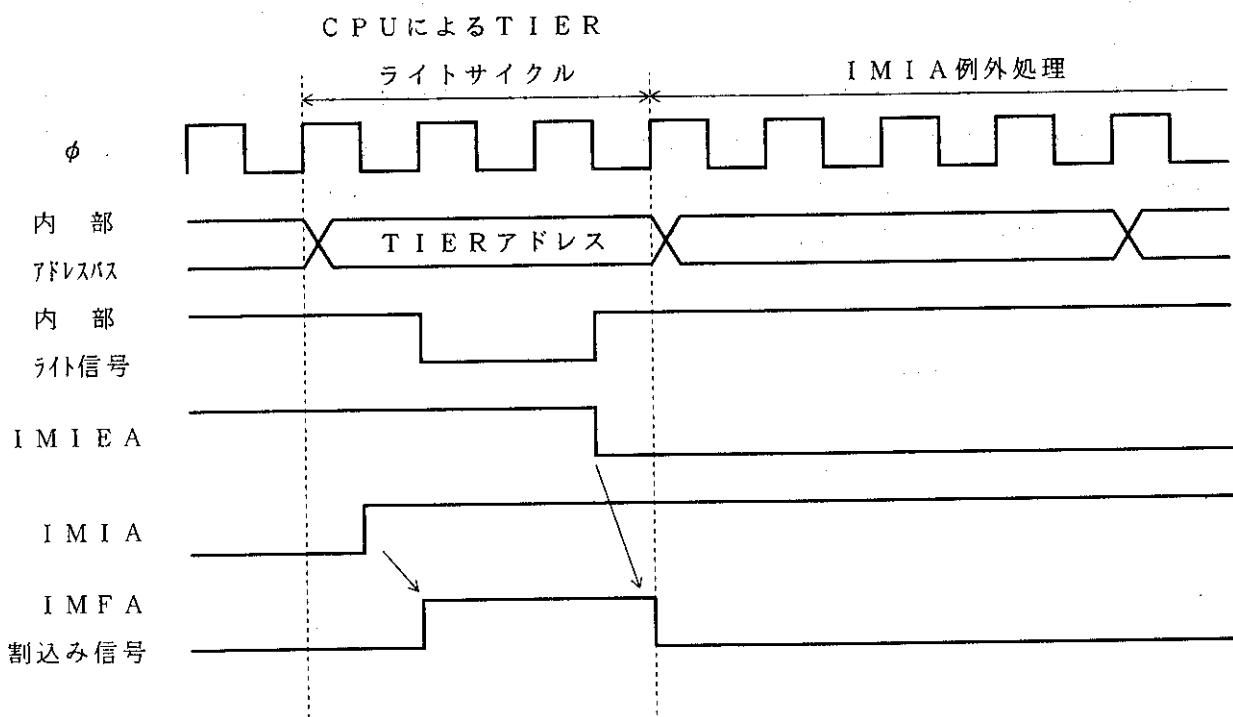 CPUによるTIER
ライトサイクル
IMIA例外処理
φ
内部
アドレスバス
TIERアドレス
内部
ライト信号
IMIEA
IMIA
IMFA
割込み信号